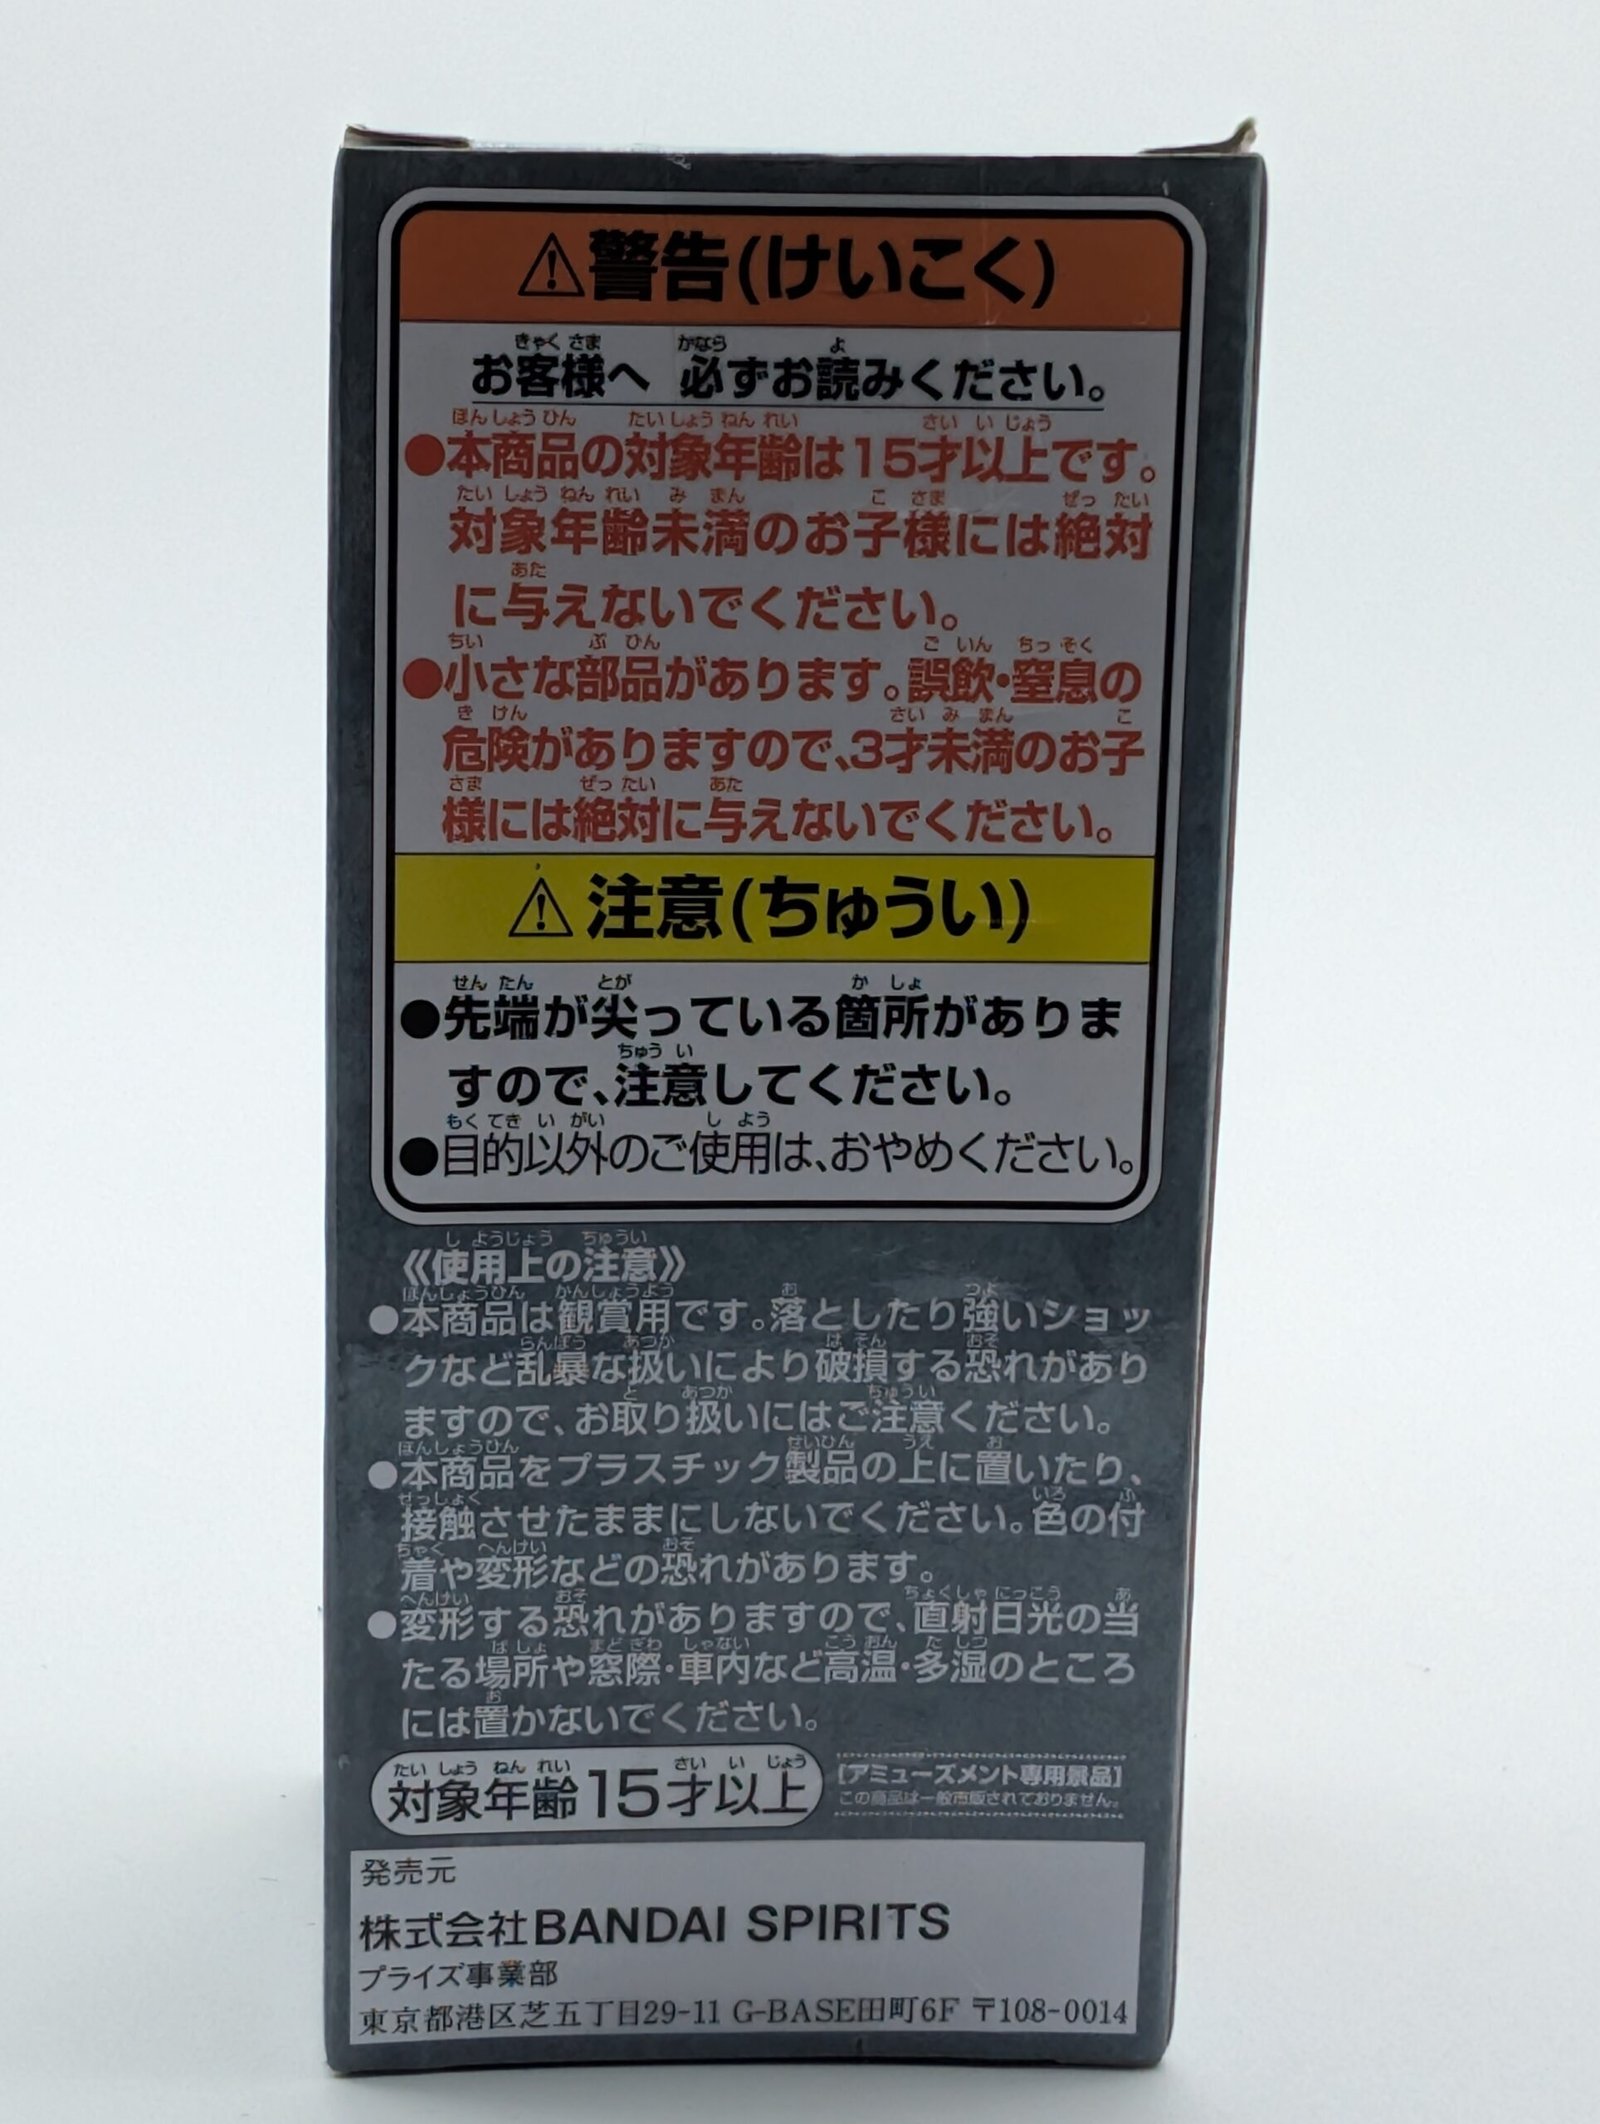 ⚠警告(けいこく)
お客様へ 必ずお読みください。
●本商品の対象年齢は15才以上です。
対象年齢未満のお子様には絶対
に与えないでください。
●小さな部品があります。誤飲・窒息の
危険がありますので、3才未満のお子
様には絶対に与えないでください。
⚠注意(ちゅうい)
●先端が尖っている箇所がありま
すので、注意してください。
●目的以外のご使用は、おやめください。
《使用上の注意》
●本商品は観賞用です。落としたり強いショッ
クなど乱暴な扱いにより破損する恐れがあり
ますので、お取り扱いにはご注意ください。
●本商品をプラスチック製品の上に置いたり、
接触させたままにしないでください。色の付
着や変形などの恐れがあります。
●変形する恐れがありますので、直射日光の当
たる場所や窓際・車内など高温・多湿のところ
には置かないでください。
対象年齢15才以上
[アミューズメント専用景品]
この商品は一般市販されておりません。
発売元
株式会社BANDAI SPIRITS
プライズ事業部
東京都港区芝五丁目29-11 G-BASE田町6F 〒108-0014